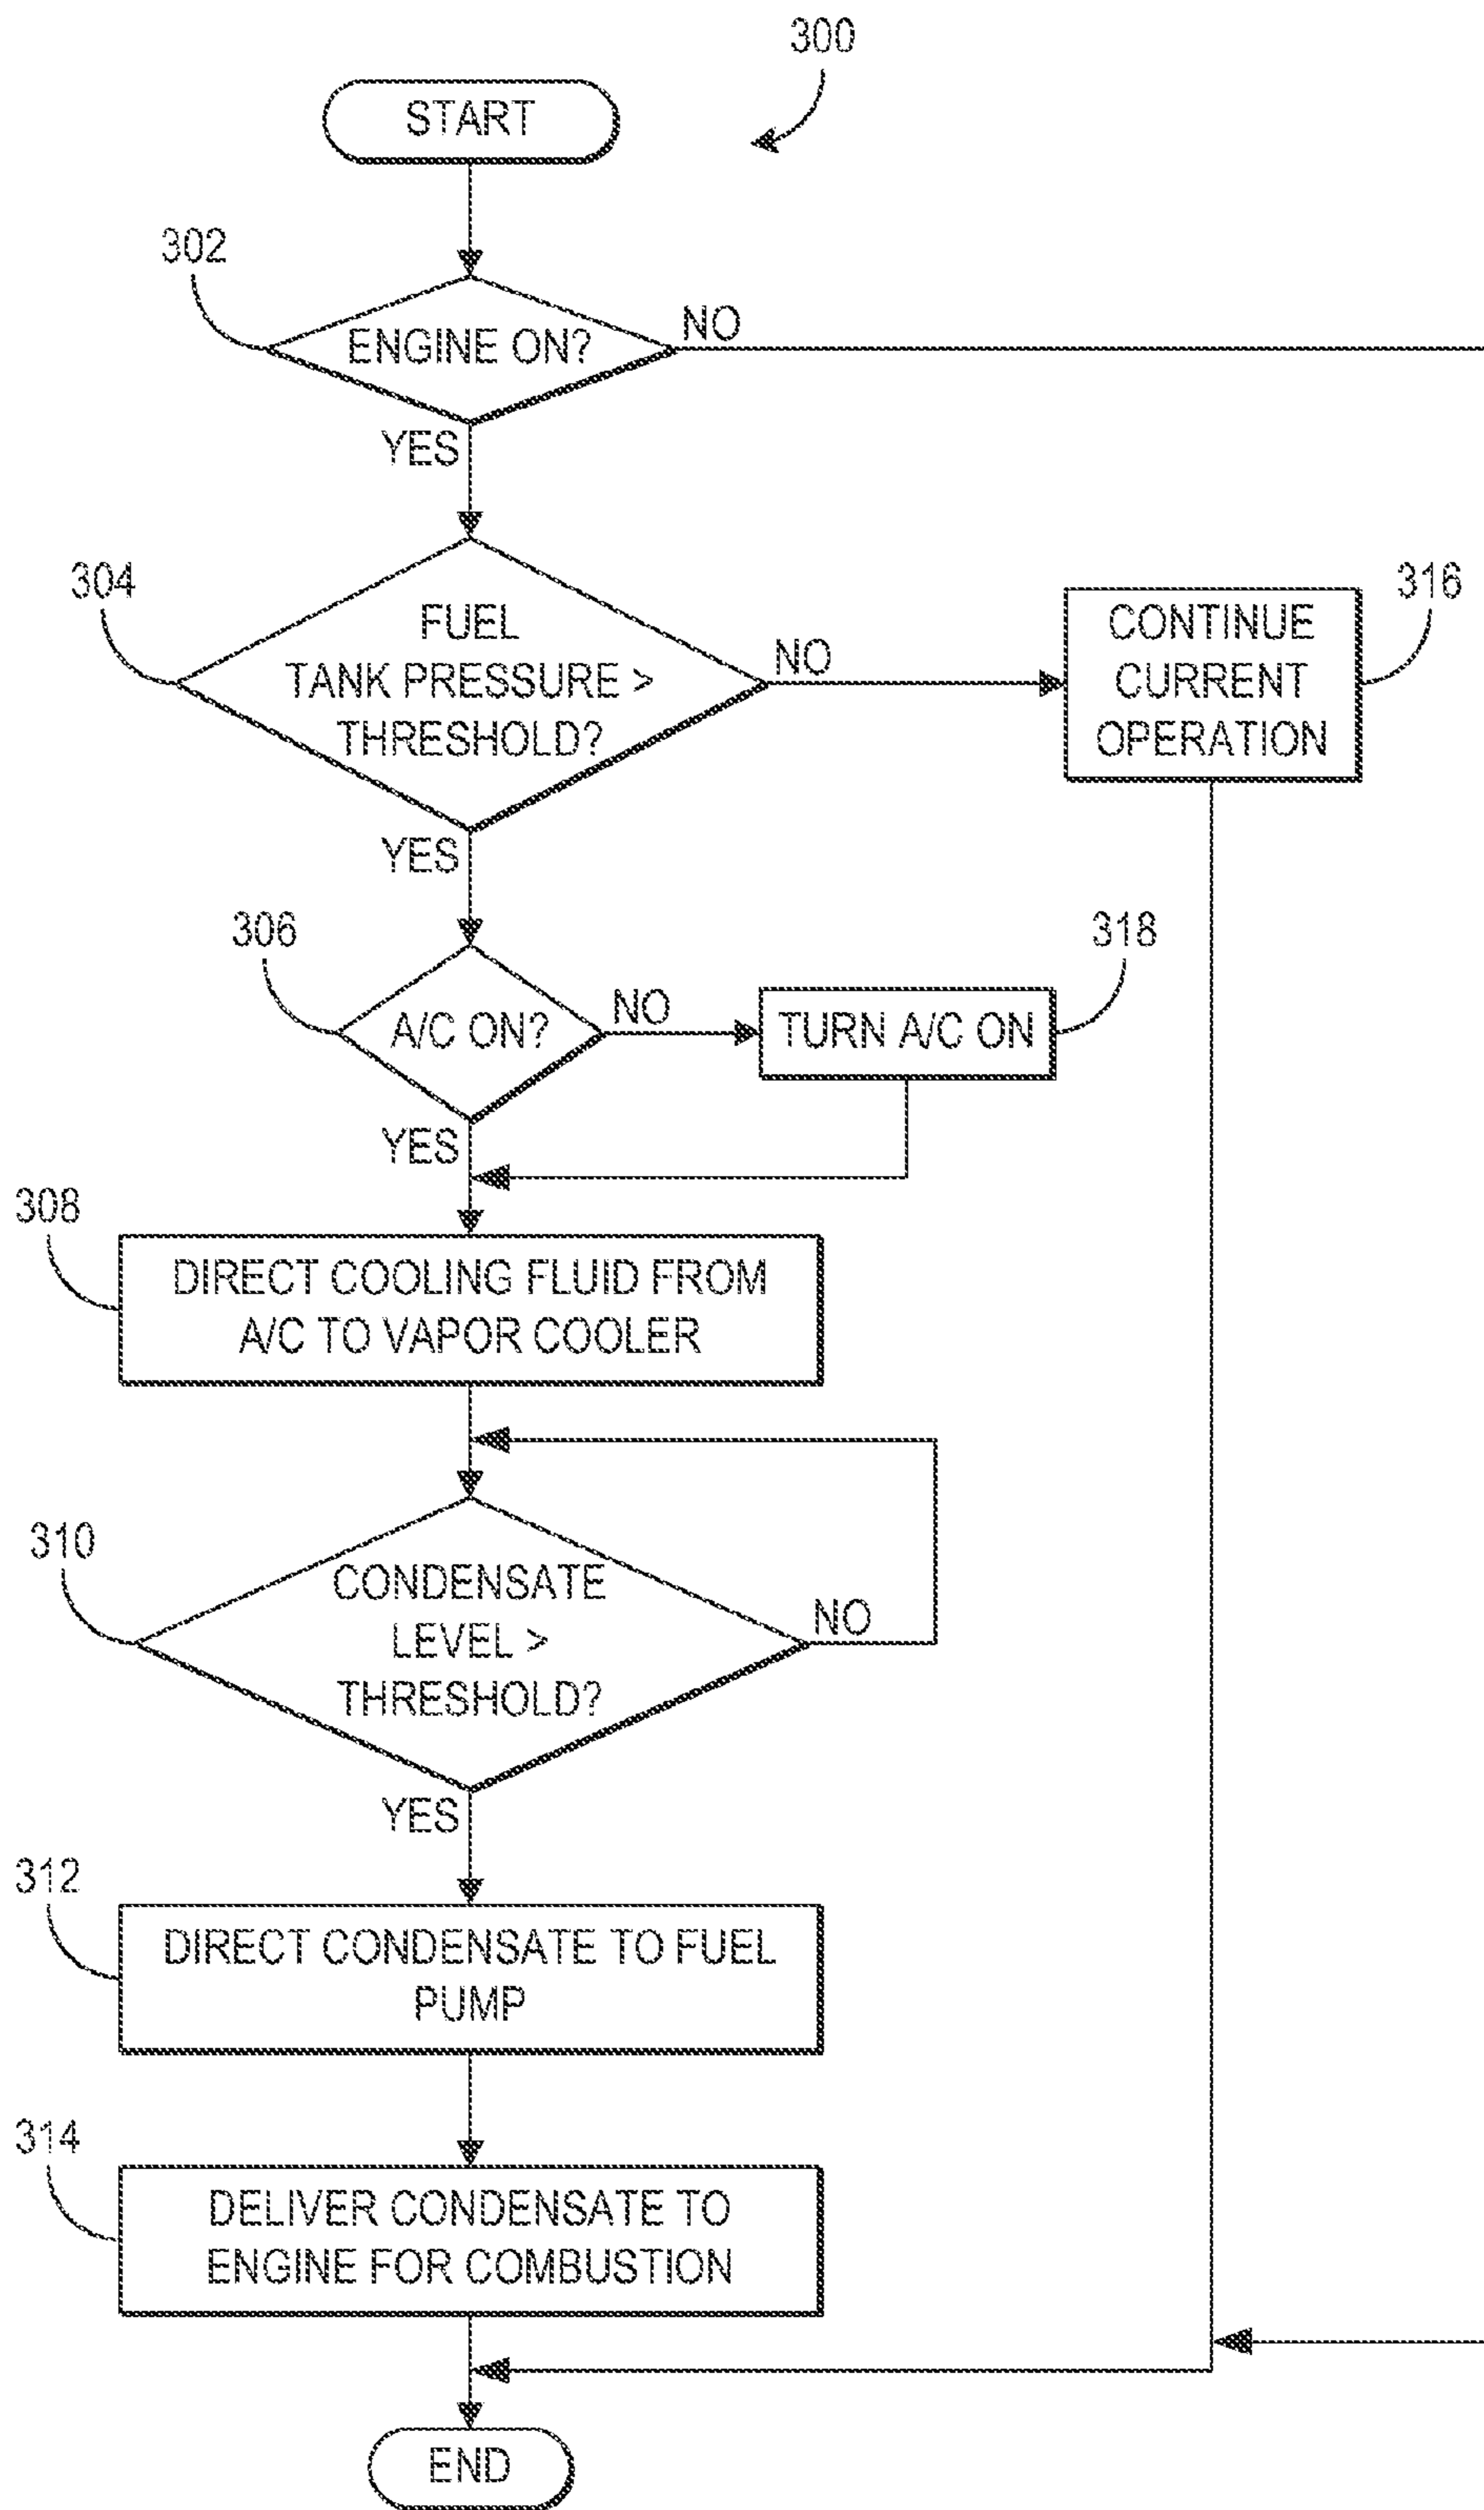 300
START
302
ENGINE ON?
NO
YES
304
FUEL
TANK PRESSURE >
THRESHOLD?
NO
CONTINUE
CURRENT
OPERATION
316
YES
306
A/C ON?
NO
TURN A/C ON
318
YES
308
DIRECT COOLING FLUID FROM
A/C TO VAPOR COOLER
310
CONDENSATE
LEVEL >
THRESHOLD?
NO
YES
312
DIRECT CONDENSATE TO FUEL
PUMP
314
DELIVER CONDENSATE TO
ENGINE FOR COMBUSTION
END